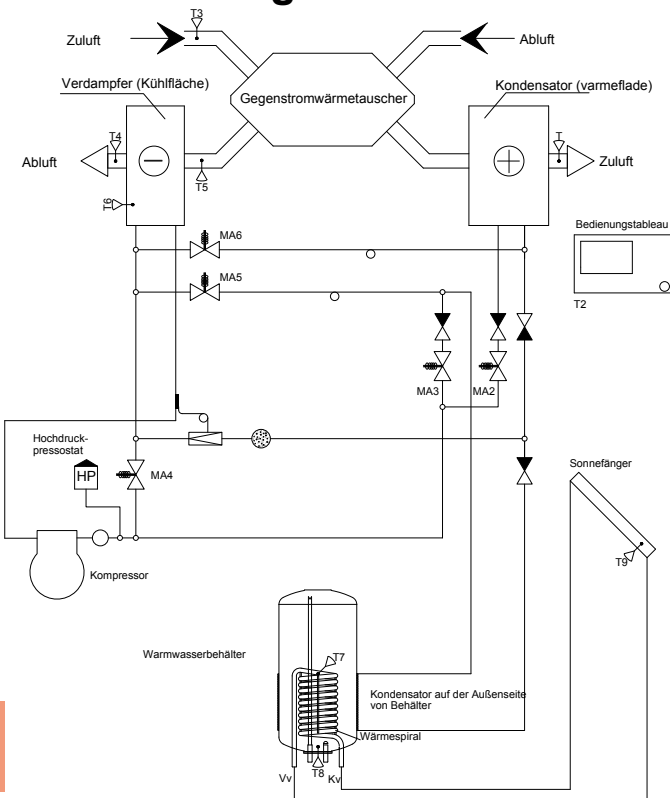 T3
Zuluft
Abluft
Verdampfer (Kühlfläche)
Gegenstromwärmetauscher
Kondensator (varmeflade)
T4
T
Abluft
T5
Zuluft
T6
Bedienungstableau
MA6
MA5
T2
MA3
MA2
Hochdruck-
pressostat
HP
MA4
Sonnefänger
T9
Kompressor
Warmwasserbehälter
T7
Kondensator auf der Außenseite
von Behälter
Wärmespiral
T8
Vv
Kv